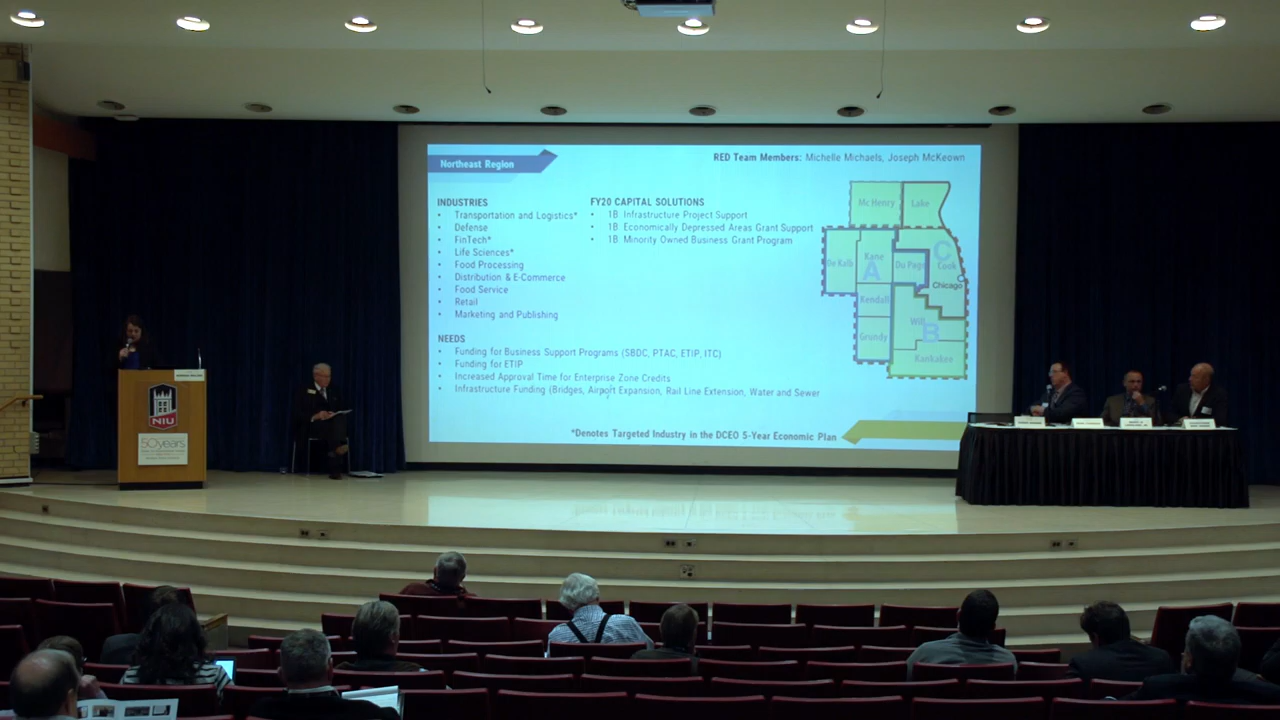 Northeast Region
RED Team Members: Michelle Michaels, Joseph McKeown
INDUSTRIES
• Transportation and Logistics*
• Defense
• FinTech*
• Life Sciences*
• Food Processing
• Distribution & E-Commerce
• Food Service
• Retail
• Marketing and Publishing
FY20 CAPITAL SOLUTIONS
• 1B: Infrastructure Project Support
• 1B: Economically Depressed Areas Grant Support
• 1B: Minority Owned Business Grant Program
Mc Henry
Lake
De Kalb
Kane
A
Du Page
C
Cook
Chicago
Kendall
Will
B
Grundy
Kankakee
NEEDS
• Funding for Business Support Programs (SBDC, PTAC, ETIP, ITC)
• Funding for ETIP
• Increased Approval Time for Enterprise Zone Credits
• Infrastructure Funding (Bridges, Airport Expansion, Rail Line Extension, Water and Sewer
*Denotes Targeted Industry in the DCEO 5-Year Economic Plan
NIU
50years